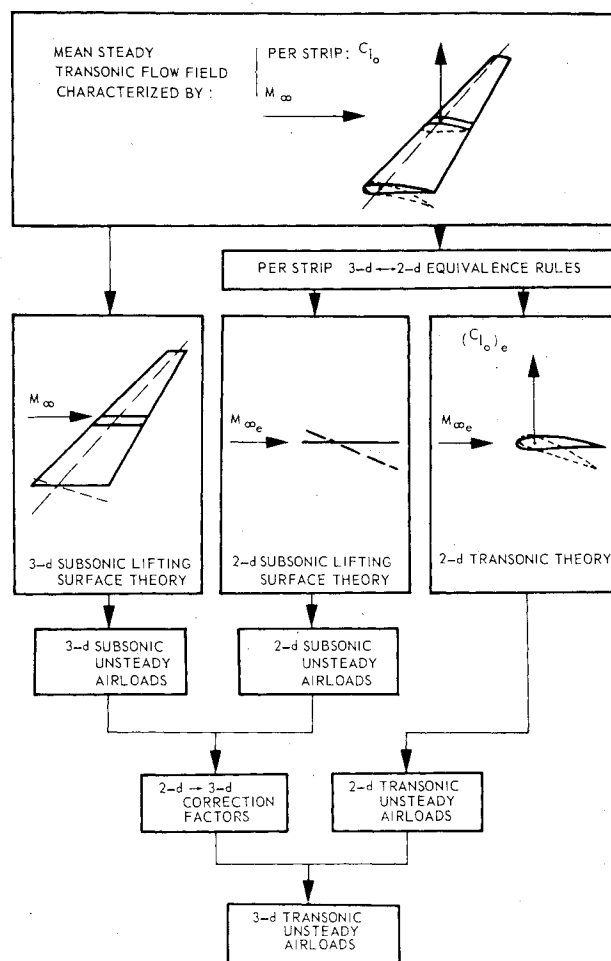 MEAN STEADY
TRANSONIC FLOW FIELD
CHARACTERIZED BY :
PER STRIP : C_{l_o}
M_∞
PER STRIP 3-d ↔ 2-d EQUIVALENCE RULES
M_∞
3-d SUBSONIC LIFTING
SURFACE THEORY
M_{∞_e}
2-d SUBSONIC LIFTING
SURFACE THEORY
(C_{l_o})_e
M_{∞_e}
2-d TRANSONIC THEORY
3-d SUBSONIC
UNSTEADY
AIRLOADS
2-d SUBSONIC
UNSTEADY
AIRLOADS
2-d → 3-d
CORRECTION
FACTORS
2-d TRANSONIC
UNSTEADY
AIRLOADS
3-d TRANSONIC
UNSTEADY
AIRLOADS